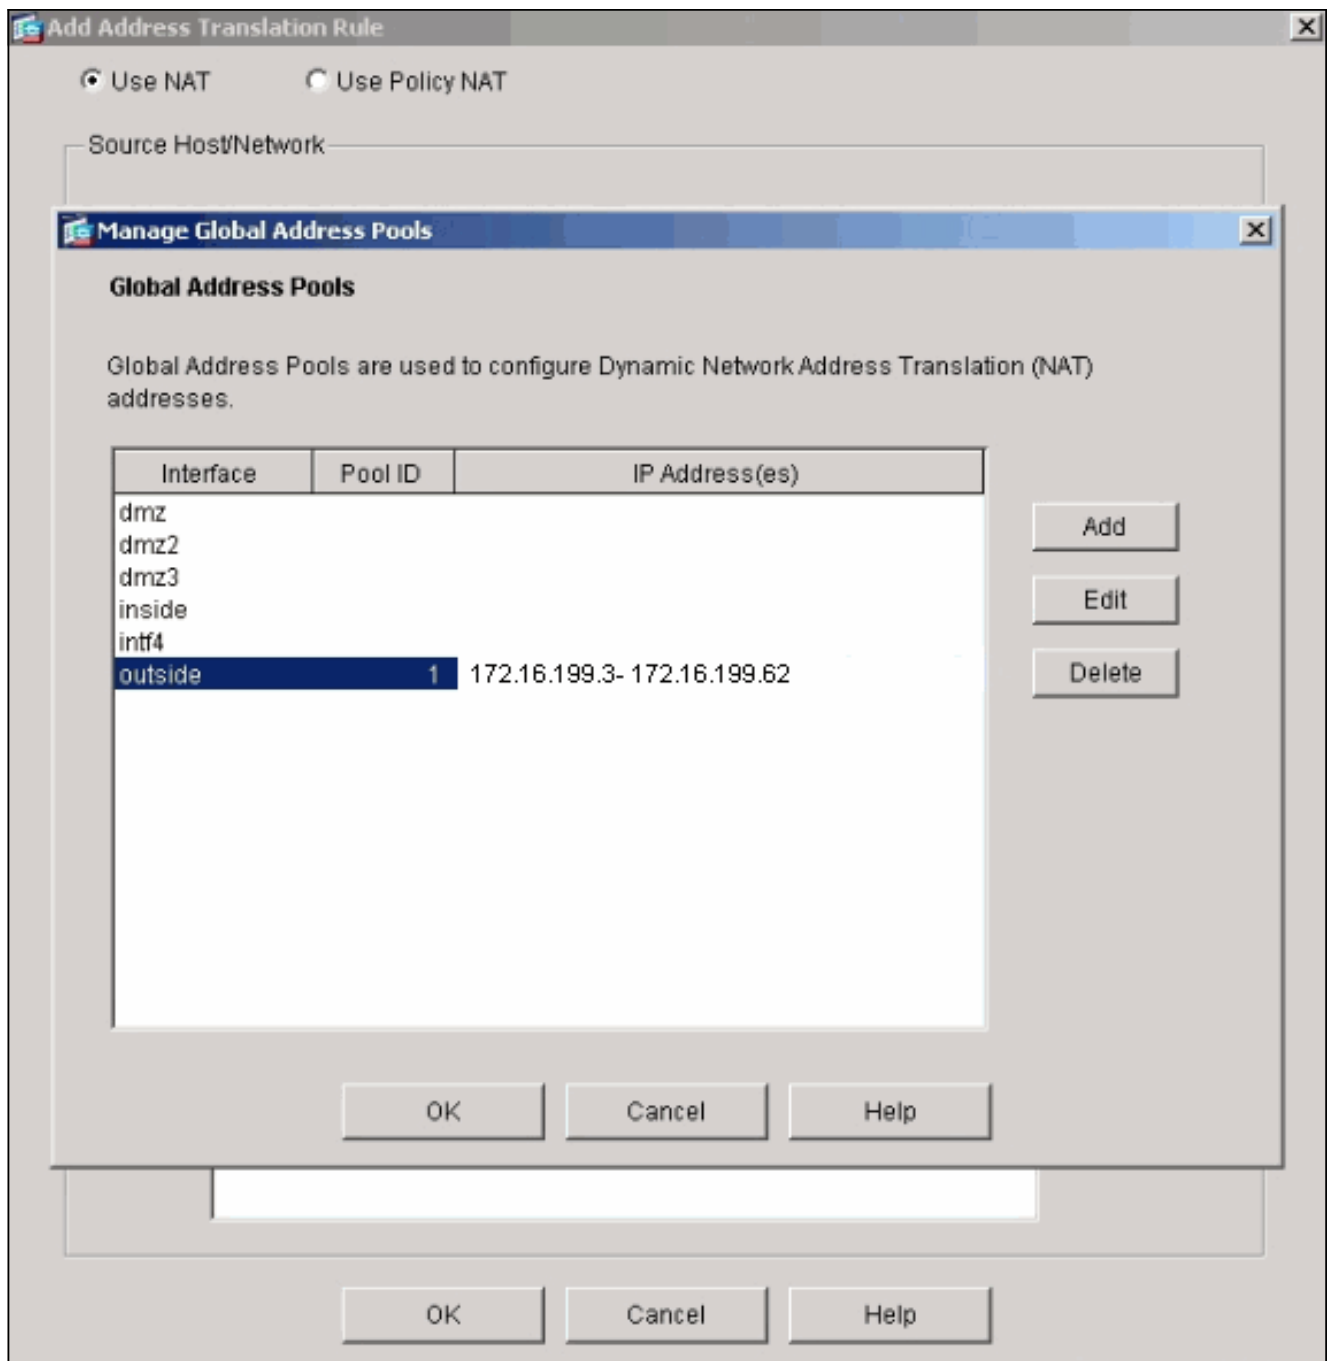 Add Address Translation Rule
Use NAT Use Policy NAT
Source Host/Network
Manage Global Address Pools
Global Address Pools
Global Address Pools are used to configure Dynamic Network Address Translation (NAT)
addresses.
Interface Pool ID IP Address(es)
dmz
dmz2
dmz3
inside
intf4
outside 1 172.16.199.3- 172.16.199.62
Add
Edit
Delete
OK Cancel Help
OK Cancel Help